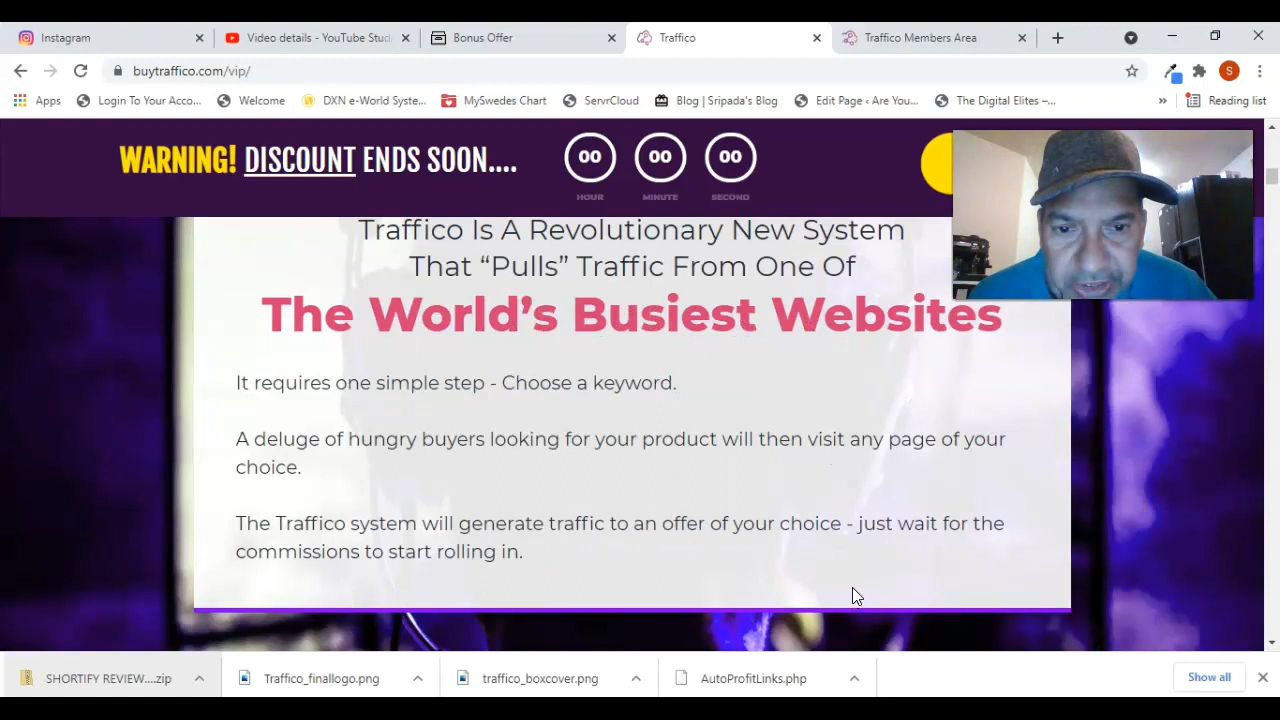 Instagram
Video details - YouTube Stud
Bonus Offer
Traffico
Traffico Members Area
buytraffico.com/vip/
S
Apps
Login To Your Acco...
Welcome
DXN e-World Syste...
MySwedes Chart
ServrCloud
Blog | Sripada's Blog
Edit Page ‹ Are You...
The Digital Elites –...
»
Reading list
WARNING! DISCOUNT ENDS SOON....
00
00
00
HOUR
MINUTE
SECOND
Traffico Is A Revolutionary New System
That “Pulls” Traffic From One Of
The World’s Busiest Websites
It requires one simple step - Choose a keyword.
A deluge of hungry buyers looking for your product will then visit any page of your
choice.
The Traffico system will generate traffic to an offer of your choice - just wait for the
commissions to start rolling in.
SHORTIFY REVIEW....zip
Traffico_finallogo.png
traffico_boxcover.png
AutoProfitLinks.php
Show all